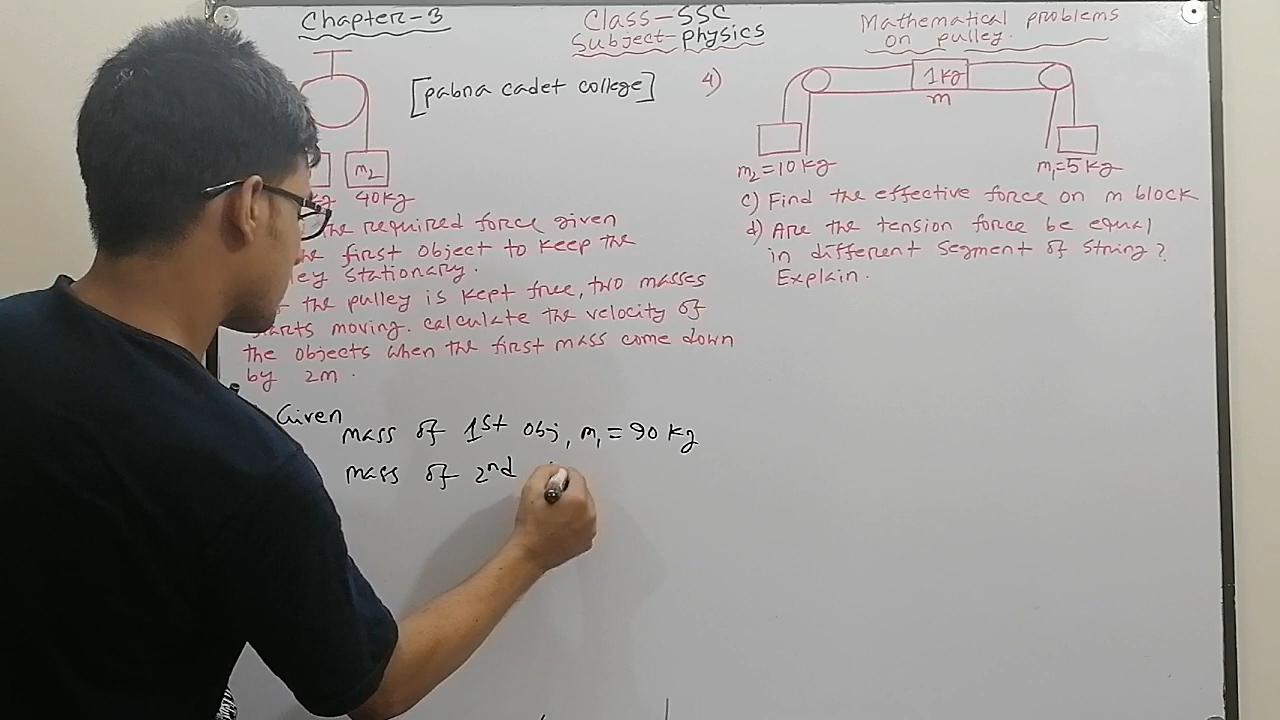 Chapter-3
Class-SSC
Subject-physics
Mathematical problems
on pulley.
[pabna cadet college]
m2
40kg
the required force given
first object to keep the
stationary.
the pulley is kept free, two masses
moving. calculate the velocity of
the objects when the first mass come down
by 2m.
Given
mass of 1st obj, m₁ = 90 kg
mass of 2nd
4)
1kg
m
m₂=10kg
m₁=5kg
c) Find the effective force on m block
d) Are the tension force be equal
in different segment of string?
Explain.